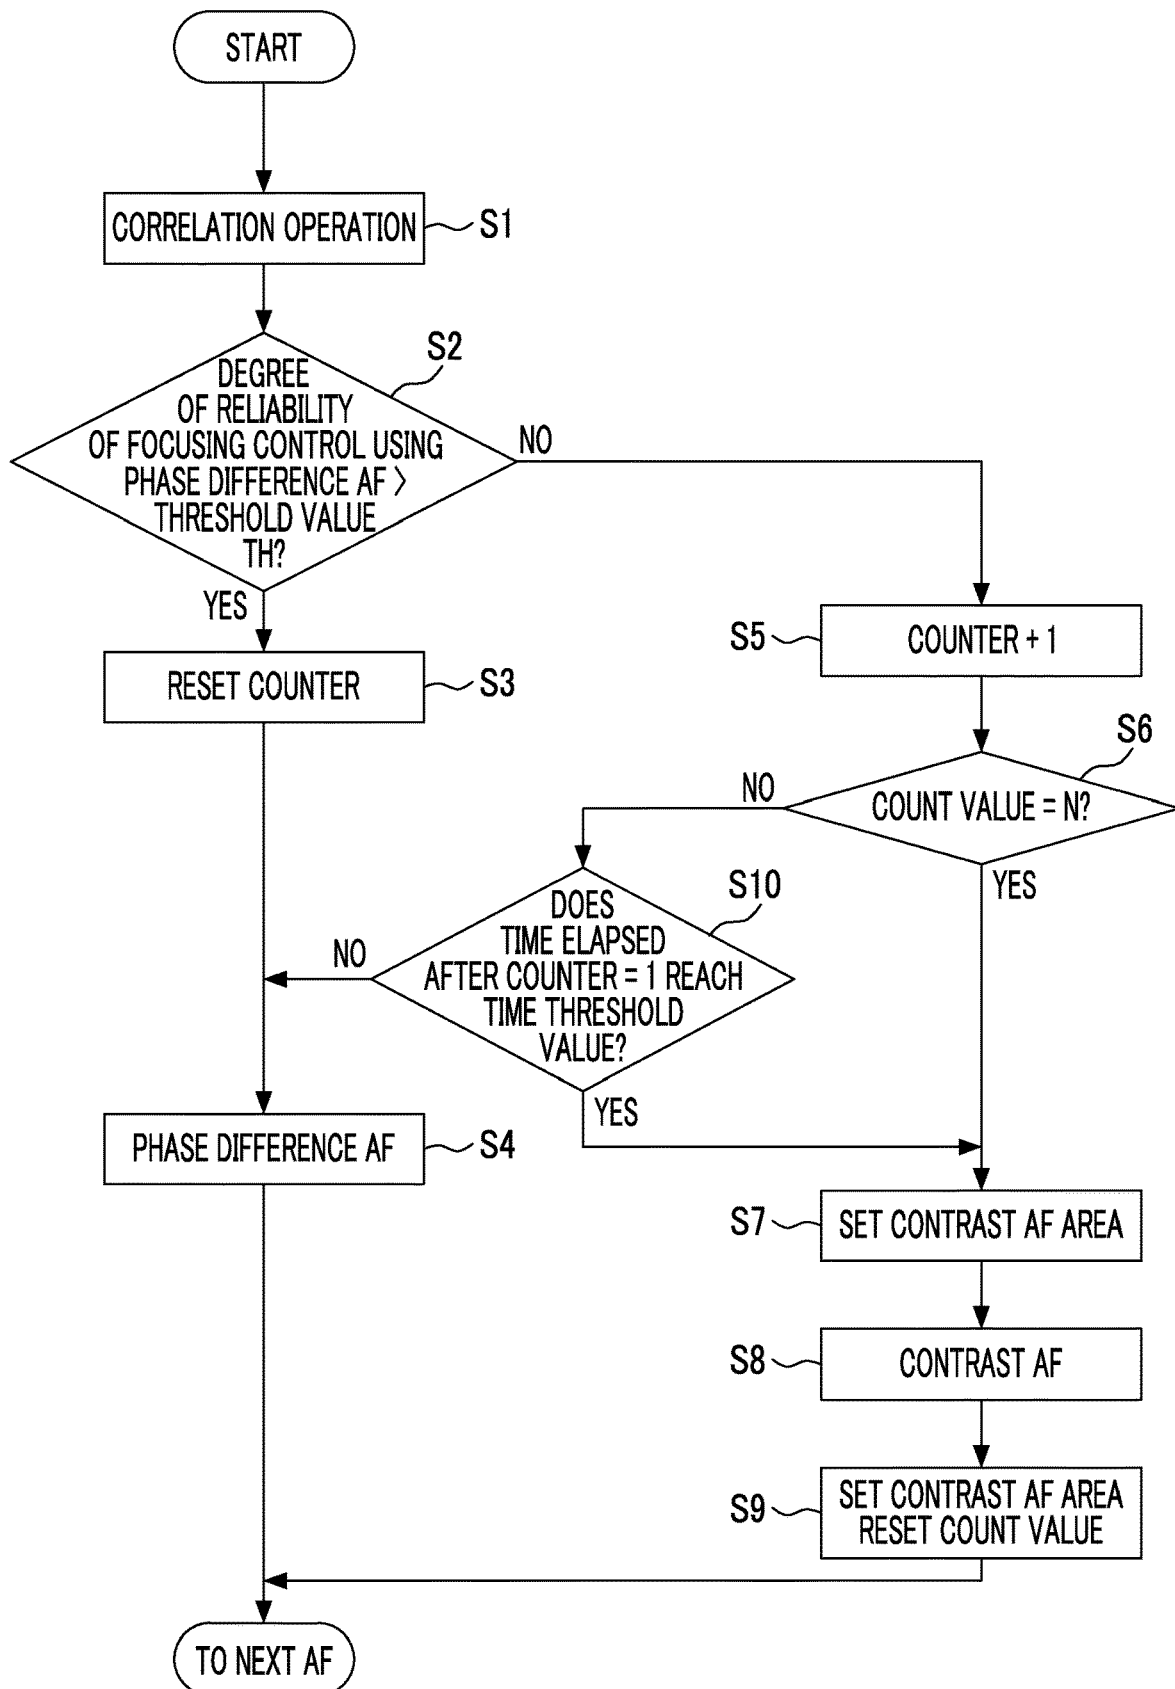 START
CORRELATION OPERATION
S1
S2
DEGREE
OF RELIABILITY
OF FOCUSING CONTROL USING
PHASE DIFFERENCE AF >
THRESHOLD VALUE
TH?
NO
YES
S5
COUNTER + 1
RESET COUNTER
S3
S6
COUNT VALUE = N?
NO
YES
S10
DOES
TIME ELAPSED
AFTER COUNTER = 1 REACH
TIME THRESHOLD
VALUE?
NO
YES
PHASE DIFFERENCE AF
S4
S7
SET CONTRAST AF AREA
S8
CONTRAST AF
S9
SET CONTRAST AF AREA
RESET COUNT VALUE
TO NEXT AF